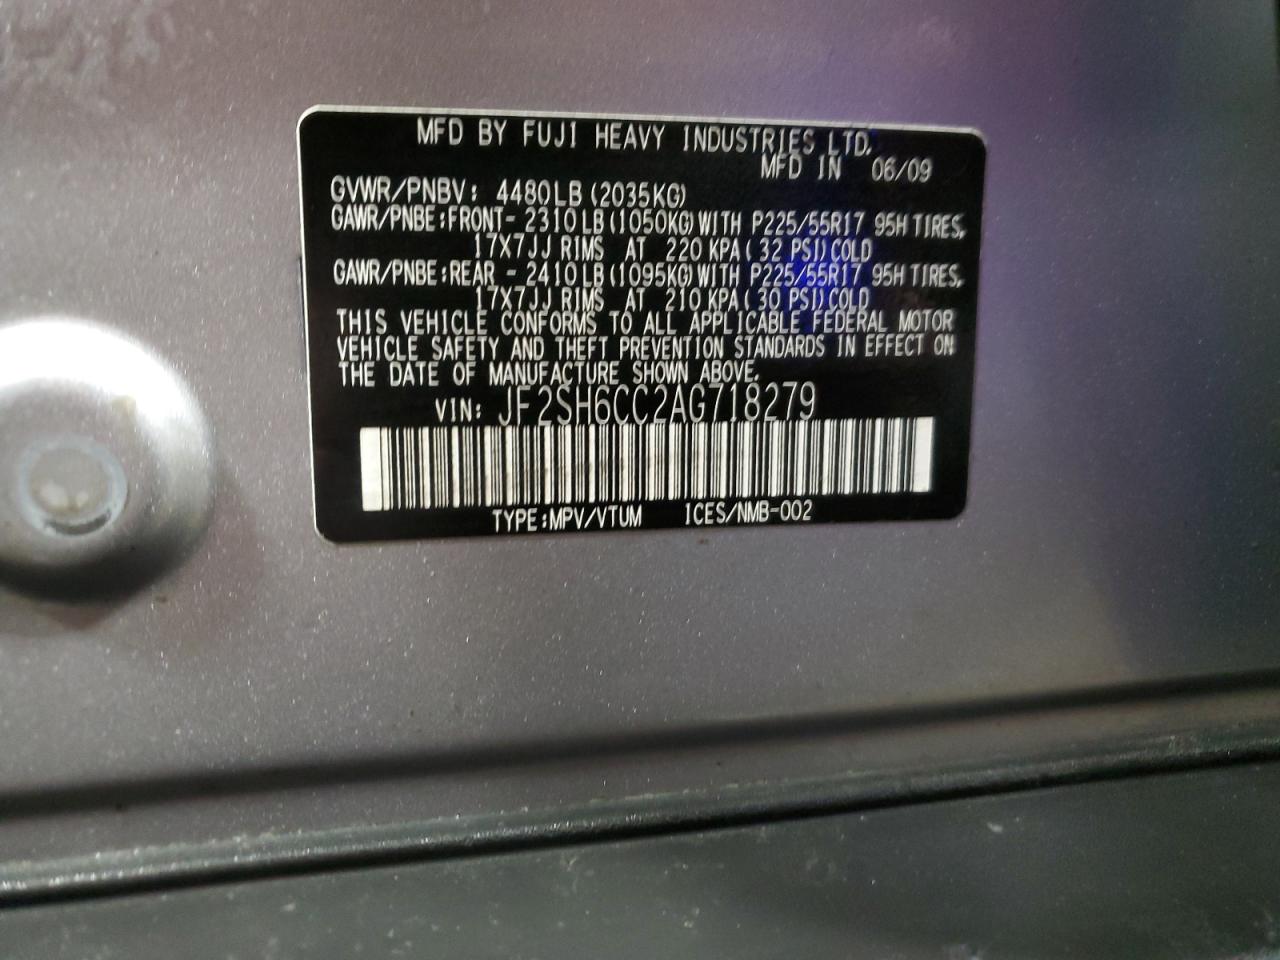 MFD BY FUJI HEAVY INDUSTRIES LTD.
MFD IN 06/09
GVWR/PNBV: 4480LB (2035KG)
GAWR/PNBE:FRONT- 2310LB(1050KG)WITH P225/55R17 95H TIRES,
17X7JJ RIMS AT 220 KPA( 32 PSI)COLD
GAWR/PNBE:REAR - 2410LB(1095KG)WITH P225/55R17 95H TIRES,
17X7JJ RIMS AT 210 KPA( 30 PSI)COLD
THIS VEHICLE CONFORMS TO ALL APPLICABLE FEDERAL MOTOR
VEHICLE SAFETY AND THEFT PREVENTION STANDARDS IN EFFECT ON
THE DATE OF MANUFACTURE SHOWN ABOVE.
VIN: JF2SH6CC2AG718279
TYPE:MPV/VTUM ICES/NMB-002